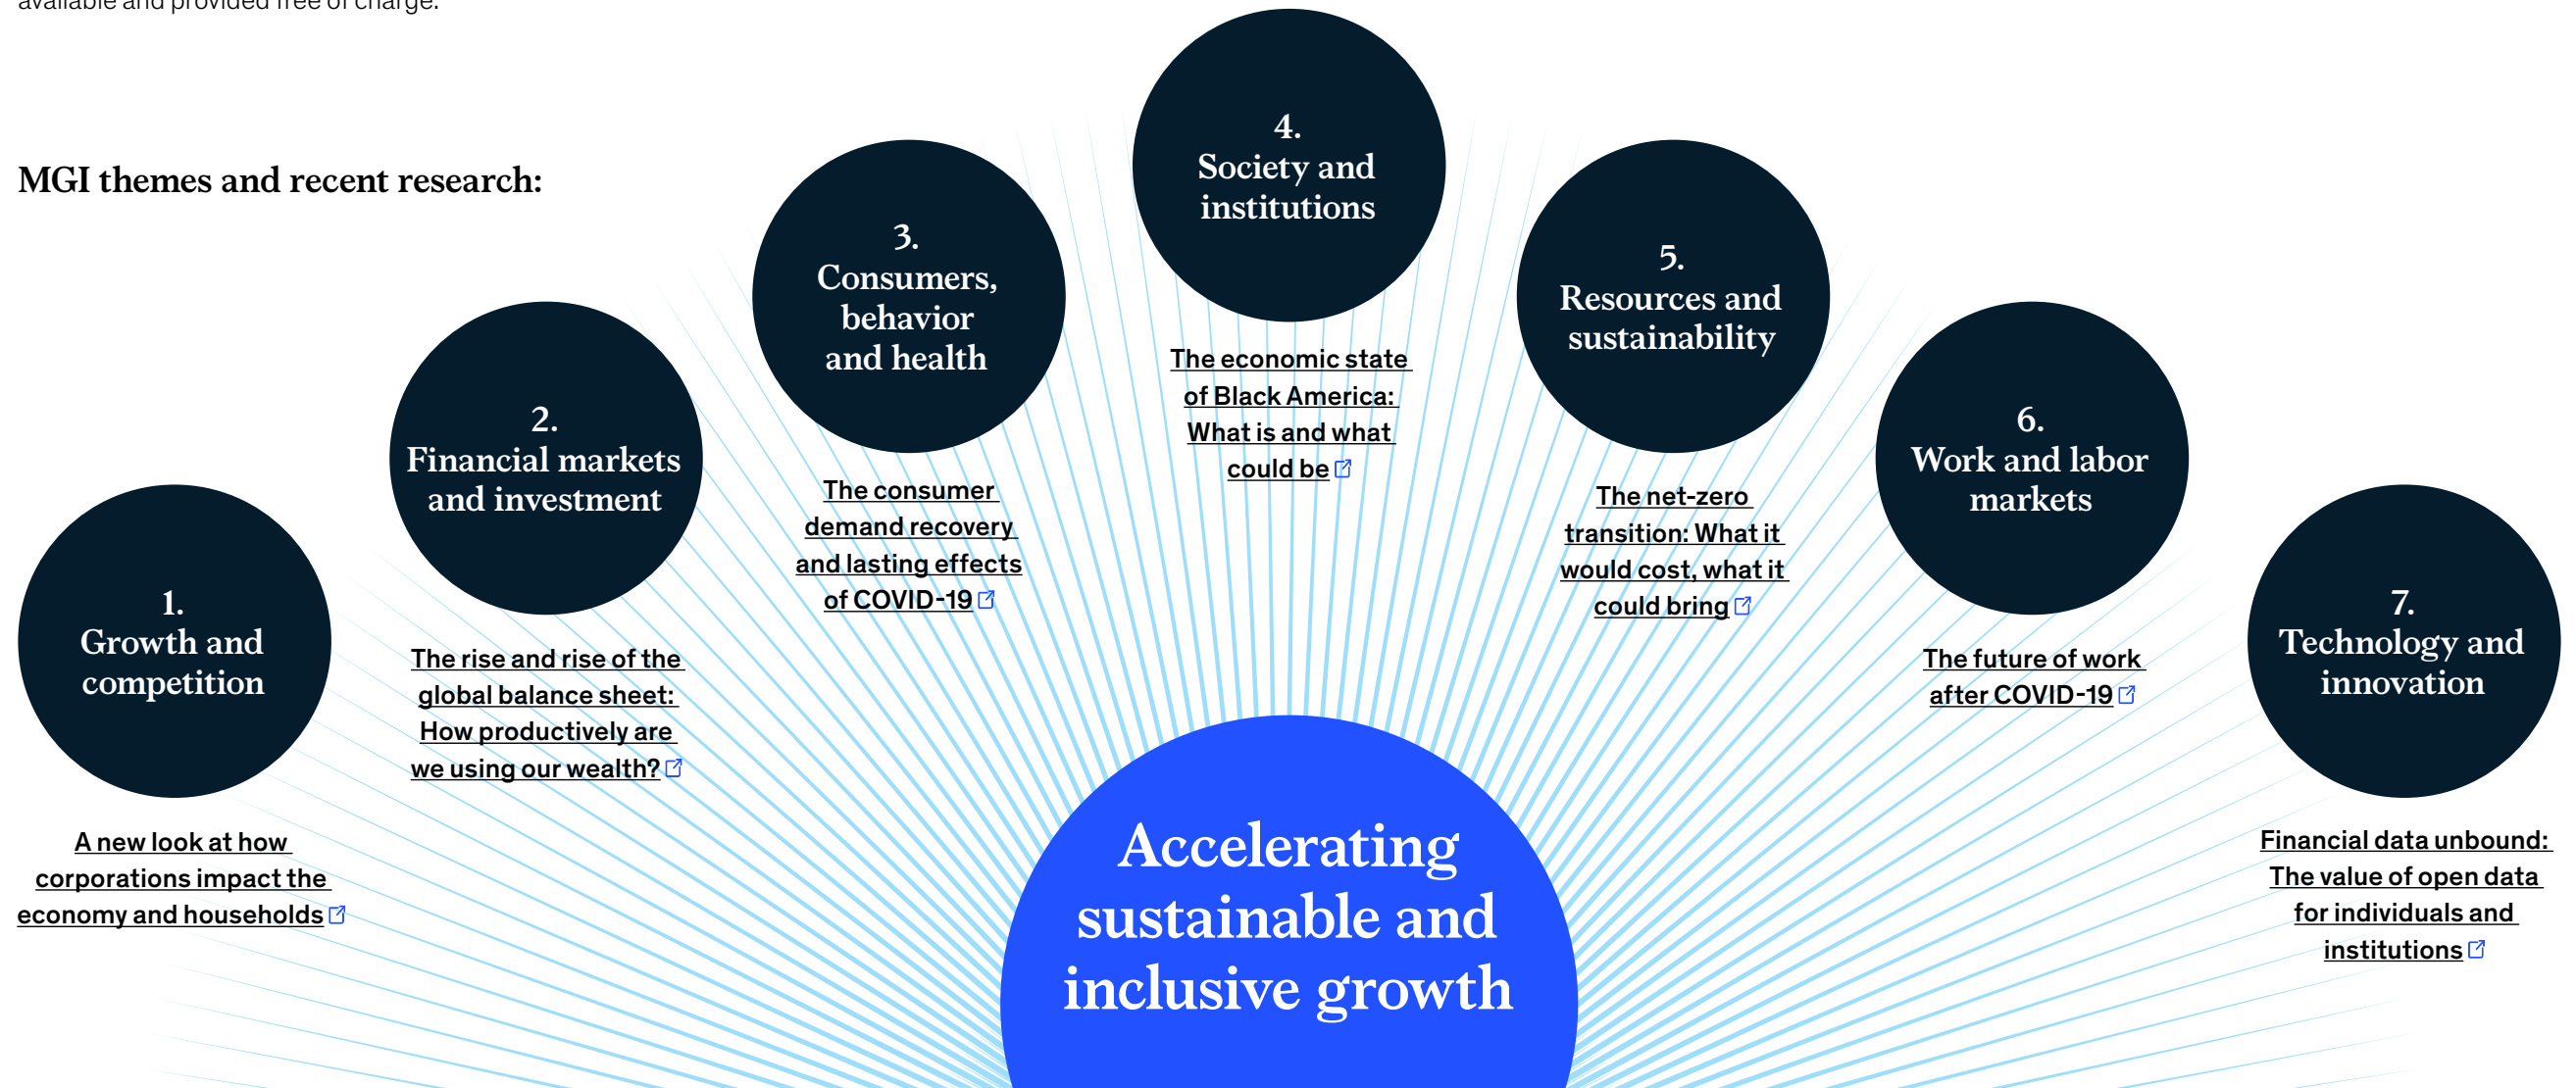 available and provided free of charge.
MGI themes and recent research:
1.
Growth and
competition
A new look at how
corporations impact the
economy and households
2.
Financial markets
and investment
The rise and rise of the
global balance sheet:
How productively are
we using our wealth?
3.
Consumers,
behavior
and health
The consumer
demand recovery
and lasting effects
of COVID-19
4.
Society and
institutions
The economic state
of Black America:
What is and what
could be
5.
Resources and
sustainability
The net-zero
transition: What it
would cost, what it
could bring
6.
Work and labor
markets
The future of work
after COVID-19
7.
Technology and
innovation
Financial data unbound:
The value of open data
for individuals and
institutions
Accelerating
sustainable and
inclusive growth